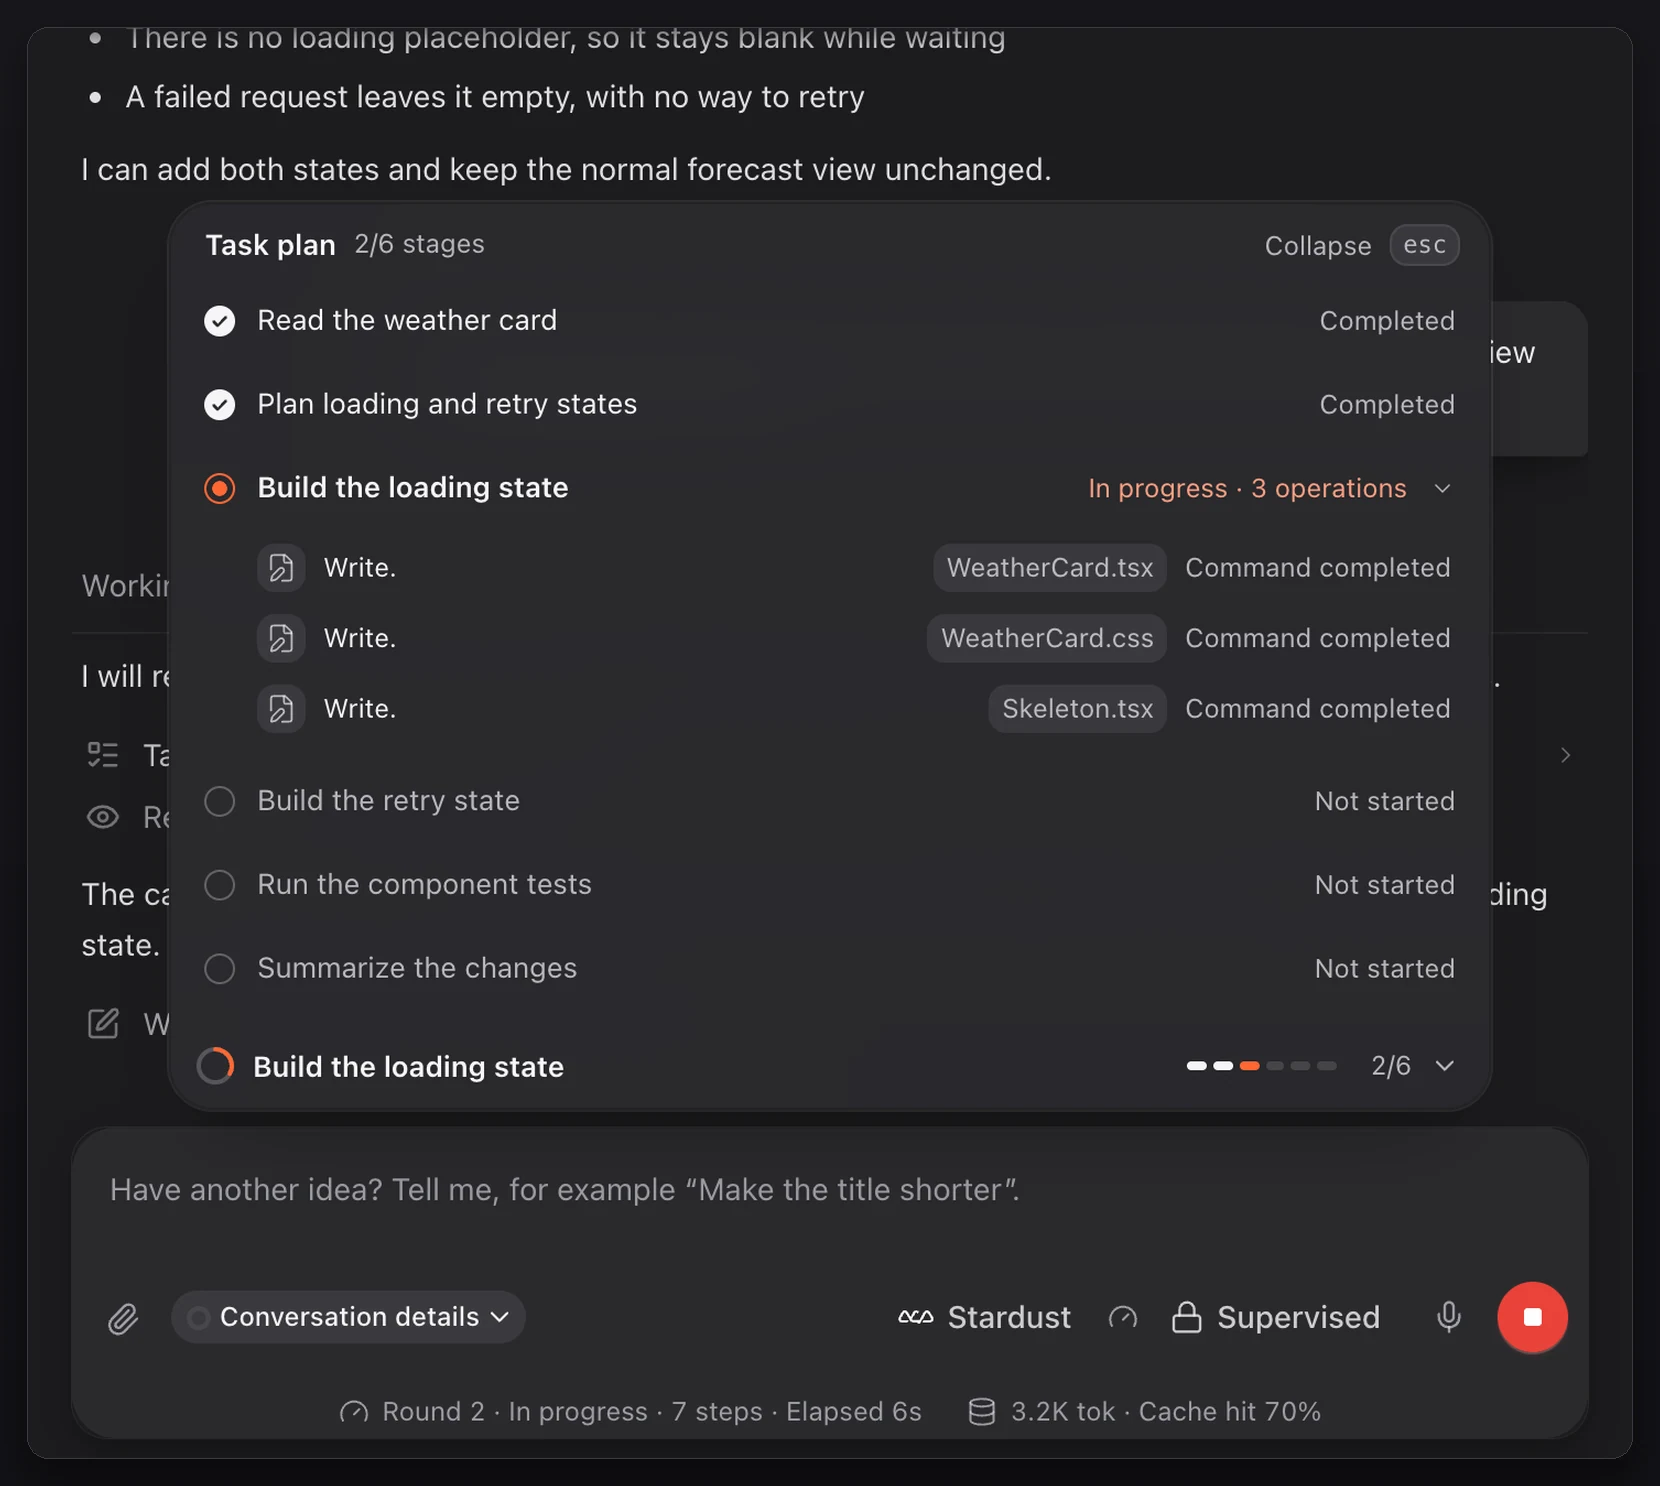 There is no loading placeholder, so it stays blank while waiting
A failed request leaves it empty, with no way to retry
I can add both states and keep the normal forecast view unchanged.
Task plan 2/6 stages Collapse esc
Read the weather card Completed
iew
Plan loading and retry states Completed
Build the loading state In progress · 3 operations
Write. WeatherCard.tsx Command completed
Write. WeatherCard.css Command completed
I will
Write. Skeleton.tsx Command completed
Build the retry state Not started
The ding
Run the component tests Not started
state.
Summarize the changes Not started
Build the loading state 2/6
Have another idea? Tell me, for example “Make the title shorter”.
Conversation details Stardust Supervised
Round 2 · In progress · 7 steps · Elapsed 6s 3.2K tok · Cache hit 70%